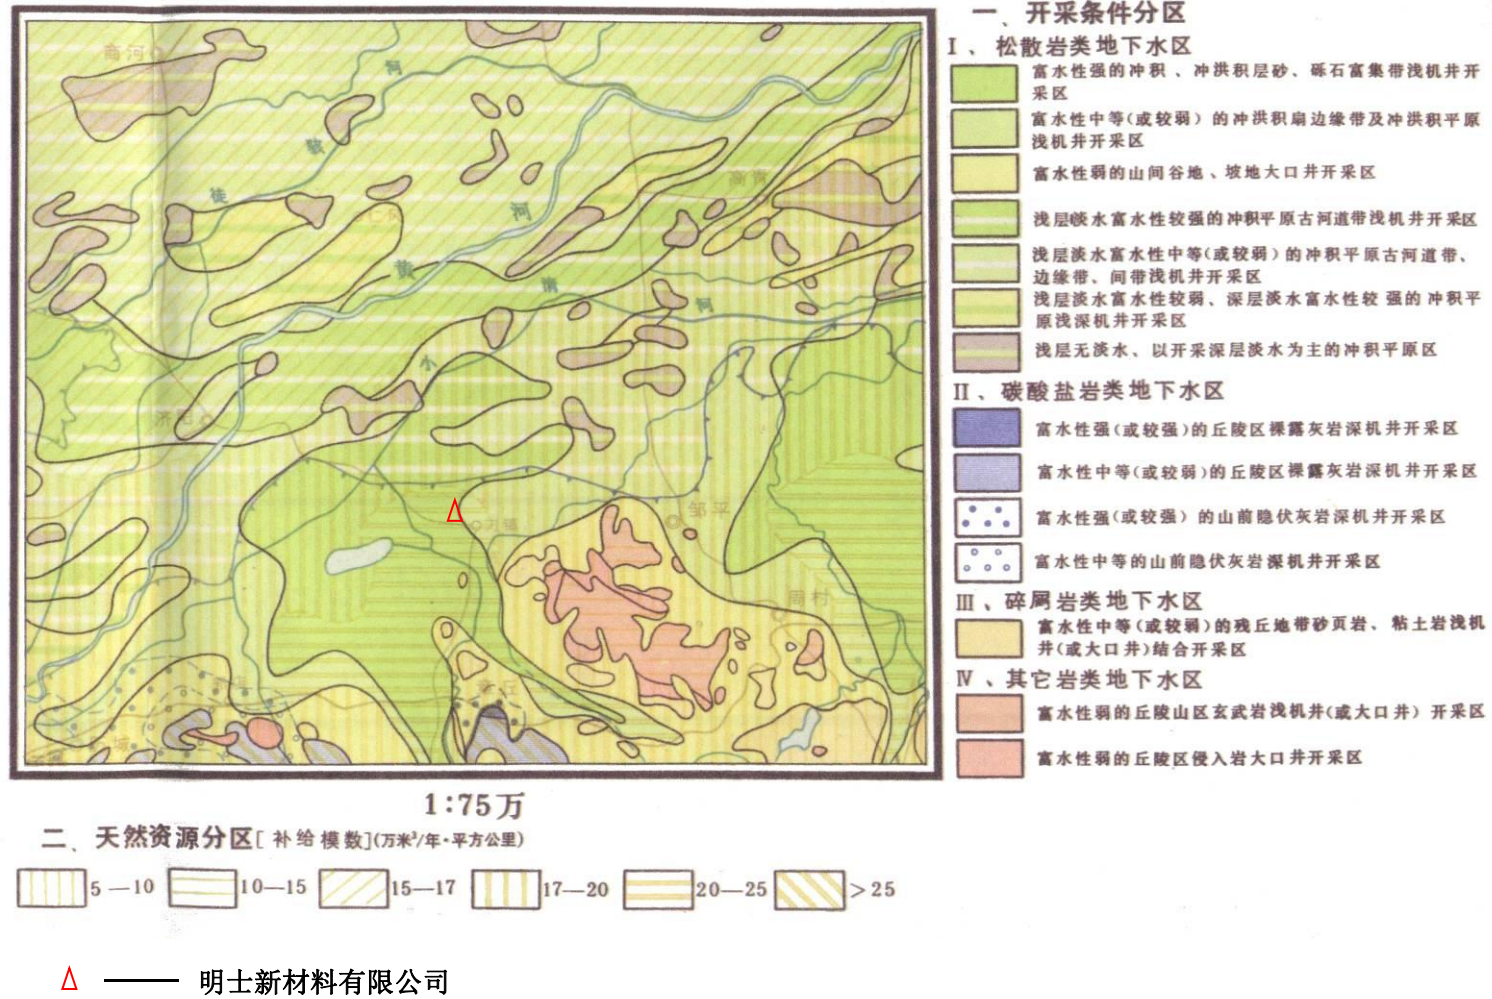 商河
河
骇
徒
仁风
高青
河
黄
清
河
小
济阳
刁镇
邹平
周村
章丘
城
一、开采条件分区
Ⅰ、松散岩类地下水区
富水性强的冲积、冲洪积层砂、砾石富集带浅机井开
采区
富水性中等(或较弱)的冲洪积扇边缘带及冲洪积平原
浅机井开采区
富水性弱的山间谷地、坡地大口井开采区
浅层淡水富水性较强的冲积平原古河道带浅机井开采区
浅层淡水富水性中等(或较弱)的冲积平原古河道带、
边缘带、间带浅机井开采区
浅层淡水富水性较弱、深层淡水富水性较强的冲积平
原浅深机井开采区
浅层无淡水、以开采深层淡水为主的冲积平原区
Ⅱ、碳酸盐岩类地下水区
富水性强(或较强)的丘陵区裸露灰岩深机井开采区
富水性中等(或较弱)的丘陵区裸露灰岩深机井开采区
富水性强(或较强)的山前隐伏灰岩深机井开采区
富水性中等的山前隐伏灰岩深机井开采区
Ⅲ、碎屑岩类地下水区
富水性中等(或较弱)的残丘地带砂页岩、粘土岩浅机
井(或大口井)结合开采区
Ⅳ、其它岩类地下水区
富水性弱的丘陵山区玄武岩浅机井(或大口井)开采区
富水性弱的丘陵区侵入岩大口井开采区
1:75万
二、天然资源分区[补给模数](万米³/年·平方公里)
5—10 10—15 15—17 17—20 20—25 >25
明士新材料有限公司